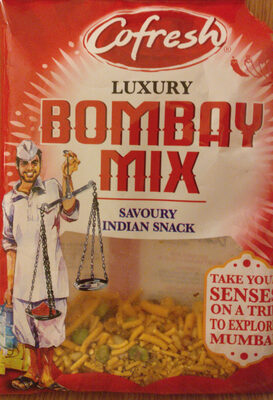 Cofresh®
LUXURY
BOMBAY
MIX
SAVOURY
INDIAN SNACK
TAKE YOU
SENSES
ON A TRI
TO EXPLOR
MUMBA